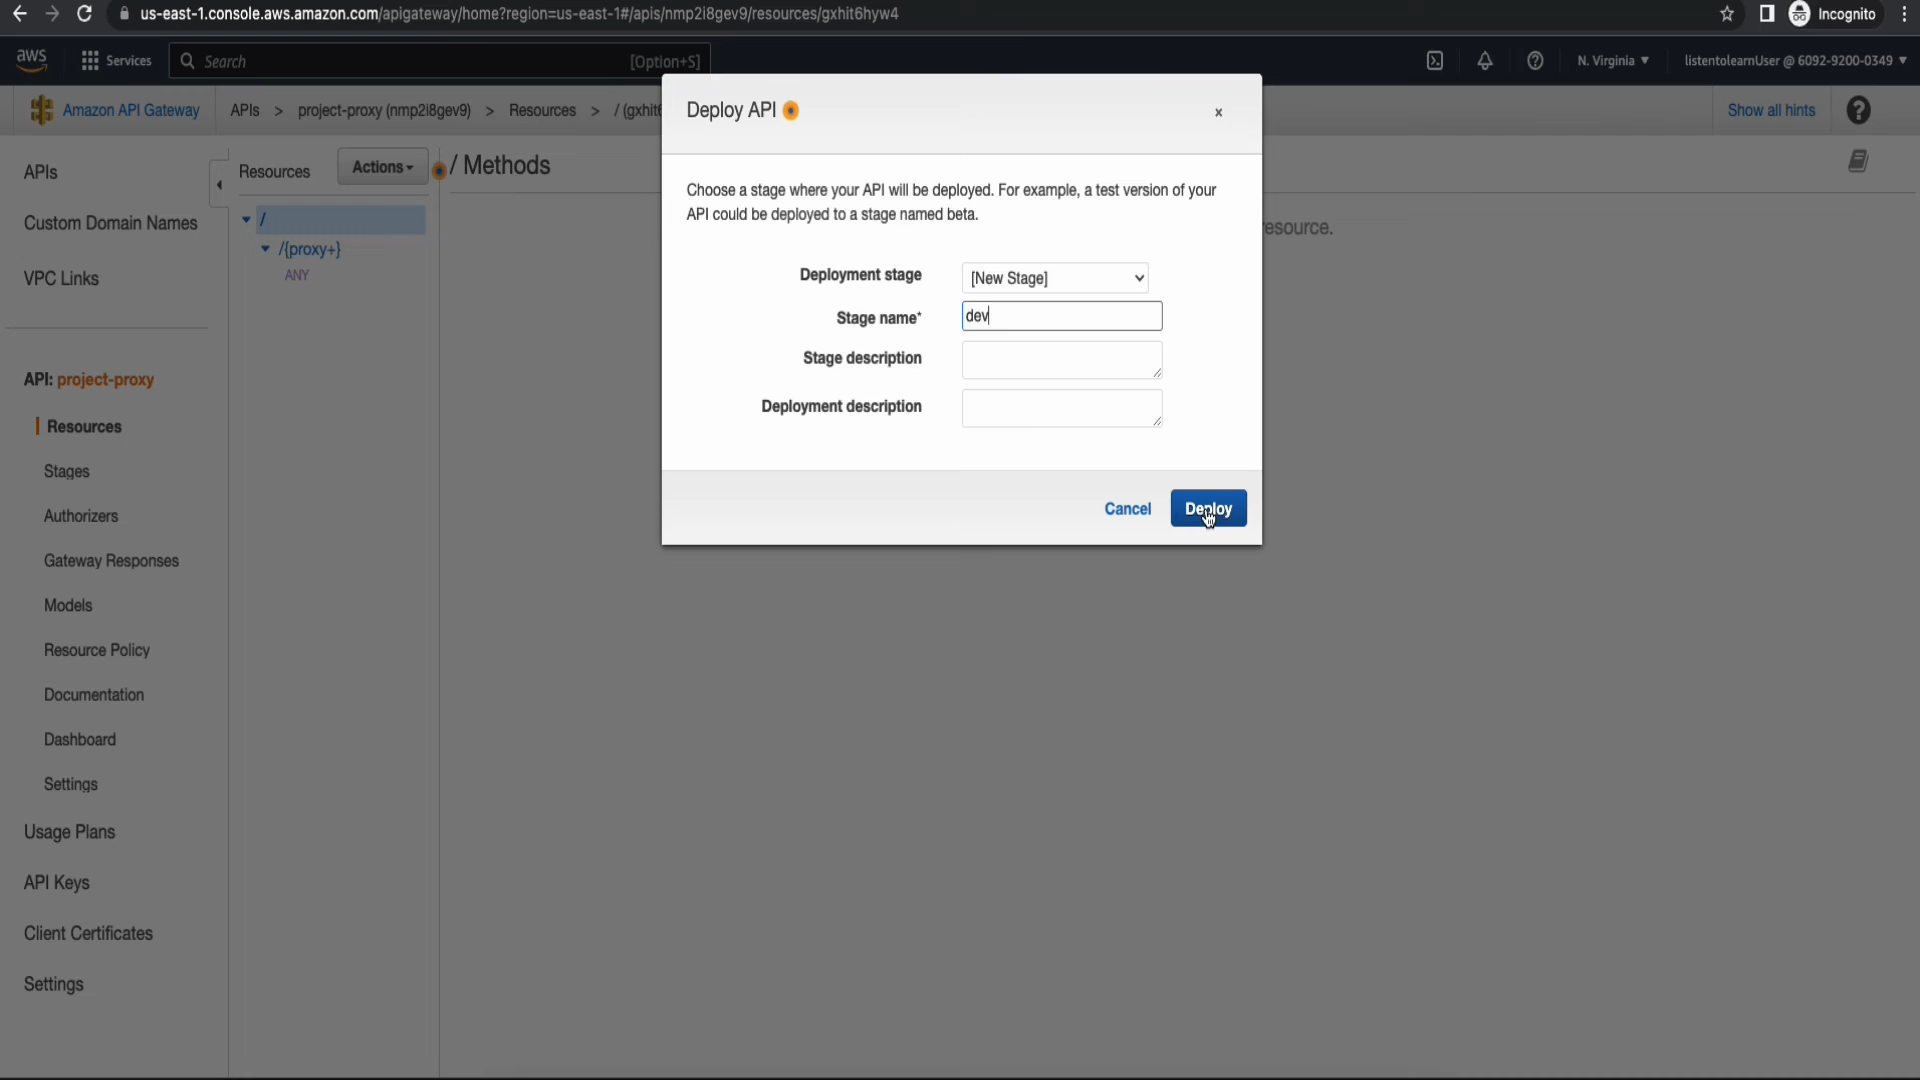 us-east-1.console.aws.amazon.com/apigateway/home?region=us-east-1#/apis/nmp2i8gev9/resources/gxhit6hyw4
Incognito
aws
Services
Search
[Option+S]
N. Virginia
listentolearnUser @ 6092-9200-0349
Amazon API Gateway
APIs > project-proxy (nmp2i8gev9) > Resources > / (gxhit
Show all hints
APIs
Custom Domain Names
VPC Links
API: project-proxy
Resources
Stages
Authorizers
Gateway Responses
Models
Resource Policy
Documentation
Dashboard
Settings
Usage Plans
API Keys
Client Certificates
Settings
Resources
Actions
/
/{proxy+}
ANY
/ Methods
esource.
Deploy API
x
Choose a stage where your API will be deployed. For example, a test version of your
API could be deployed to a stage named beta.
Deployment stage
[New Stage]
Stage name*
dev
Stage description
Deployment description
Cancel
Deploy